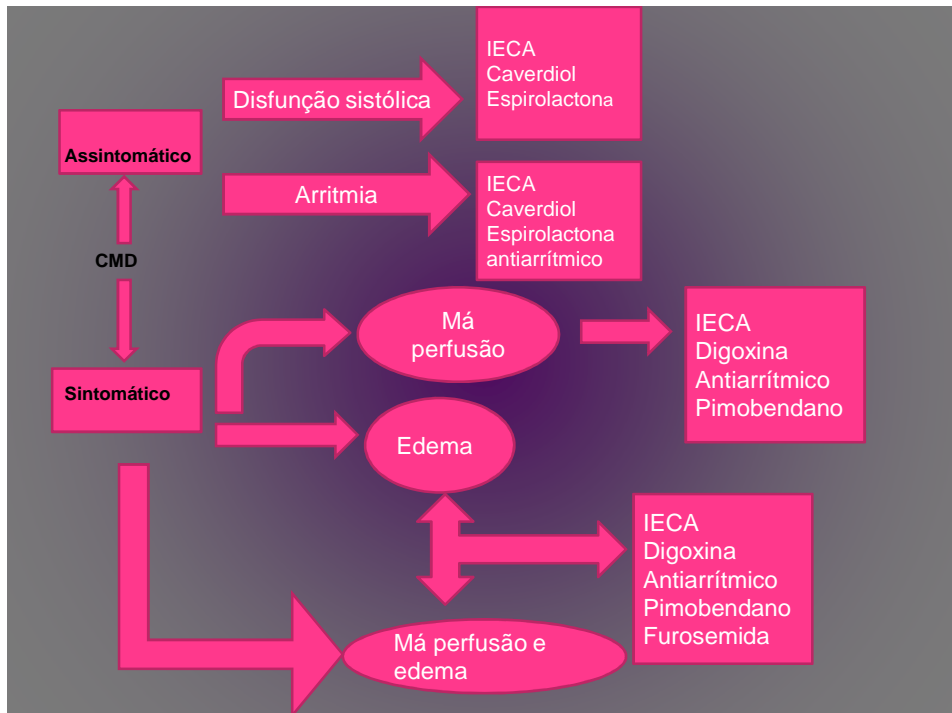 Disfunção sistólica
IECA
Caverdiol
Espirolactona
Assintomático
Arritmia
IECA
Caverdiol
Espirolactona
antiarrítmico
CMD
Má
perfusão
IECA
Digoxina
Antiarrítmico
Pimobendano
Sintomático
Edema
IECA
Digoxina
Antiarrítmico
Pimobendano
Furosemida
Má perfusão e
edema